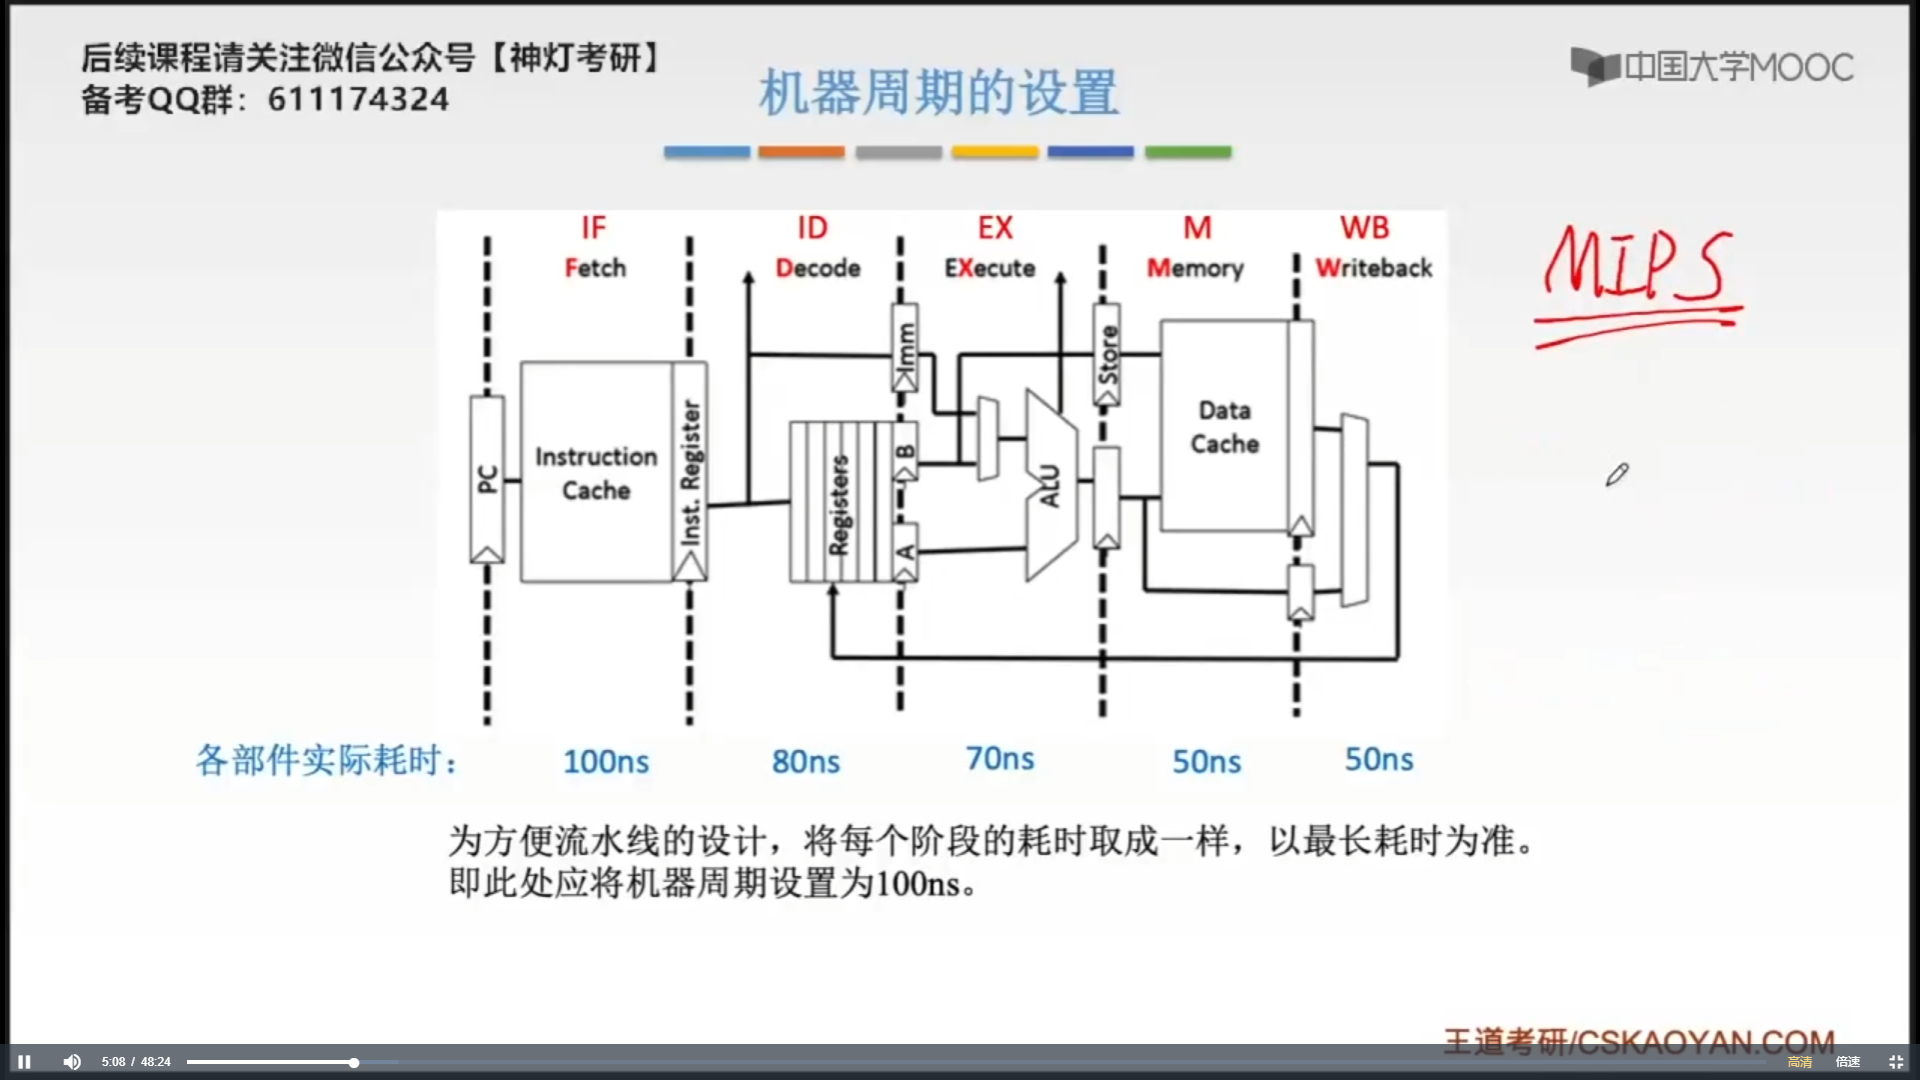 后续课程请关注微信公众号【神灯考研】
备考QQ群：611174324
中国大学MOOC
机器周期的设置
IF
ID
EX
M
WB
Fetch
Decode
EXecute
Memory
Writeback
MIPS
PC
Instruction
Cache
Inst. Register
Registers
Imm
B
A
ALU
Store
Data
Cache
各部件实际耗时：
100ns
80ns
70ns
50ns
50ns
为方便流水线的设计，将每个阶段的耗时取成一样，以最长耗时为准。
即此处应将机器周期设置为100ns。
王道考研/CSKAOYAN.COM
5:08 / 48:24
高清
倍速